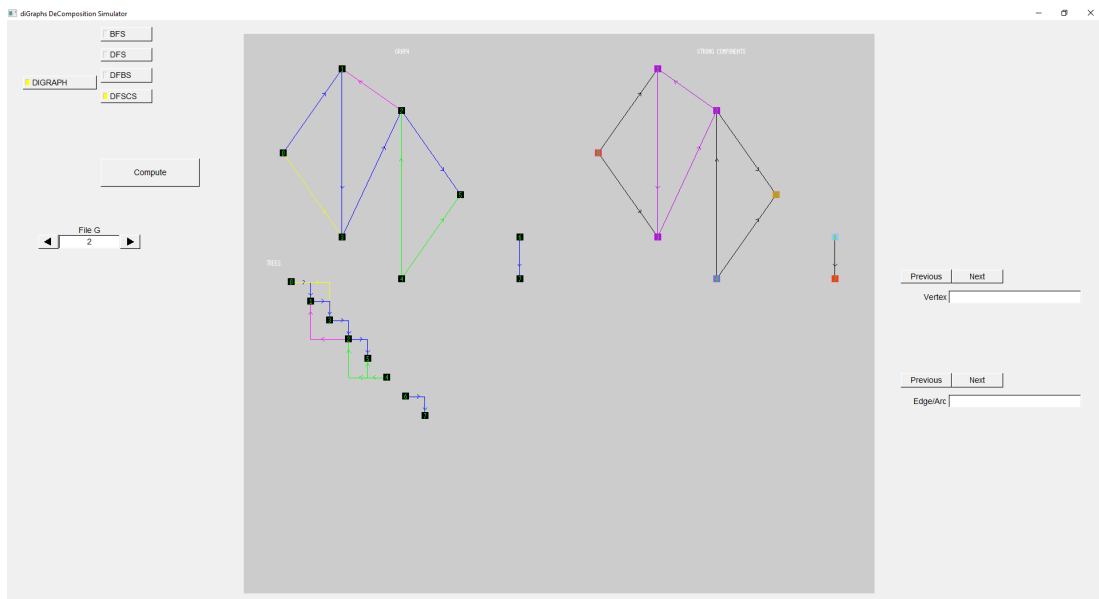 diGraphs DeComposition Simulator
BFS
DFS
DIGRAPH
DFBS
DFSCS
Compute
File G
2
GRAPH
STRONG COMPONENTS
TREES
Previous Next
Vertex
Previous Next
Edge/Arc